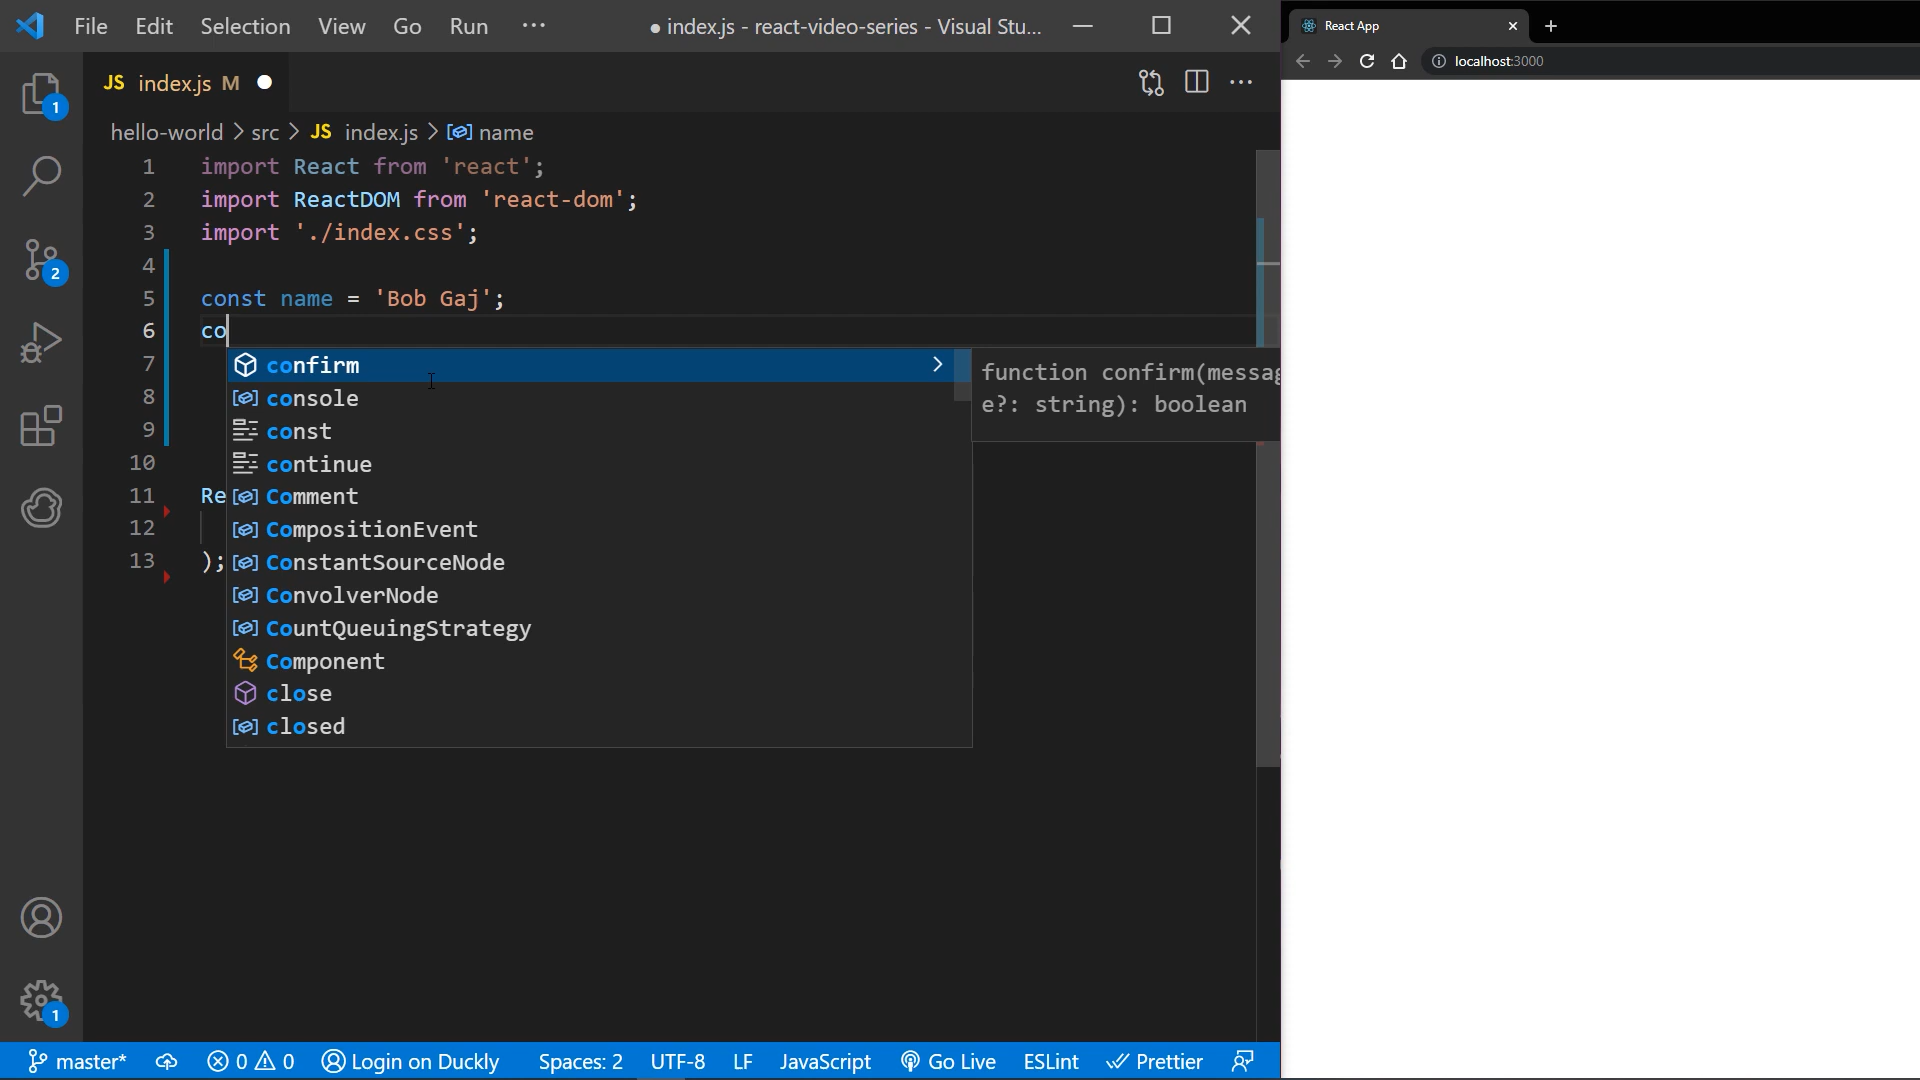 File Edit Selection View Go Run ··· ● index.js - react-video-series - Visual Stu...
React App
localhost:3000
JS index.js M
hello-world > src > JS index.js > name
1 import React from 'react';
2 import ReactDOM from 'react-dom';
3 import './index.css';
4
5 const name = 'Bob Gaj';
6 co
7
8
9
10
11 Re
12
13 );
confirm
console
const
continue
Comment
CompositionEvent
ConstantSourceNode
ConvolverNode
CountQueuingStrategy
Component
close
closed
function confirm(messag
e?: string): boolean
1
2
1
master* 0 0 Login on Duckly Spaces: 2 UTF-8 LF JavaScript Go Live ESLint Prettier